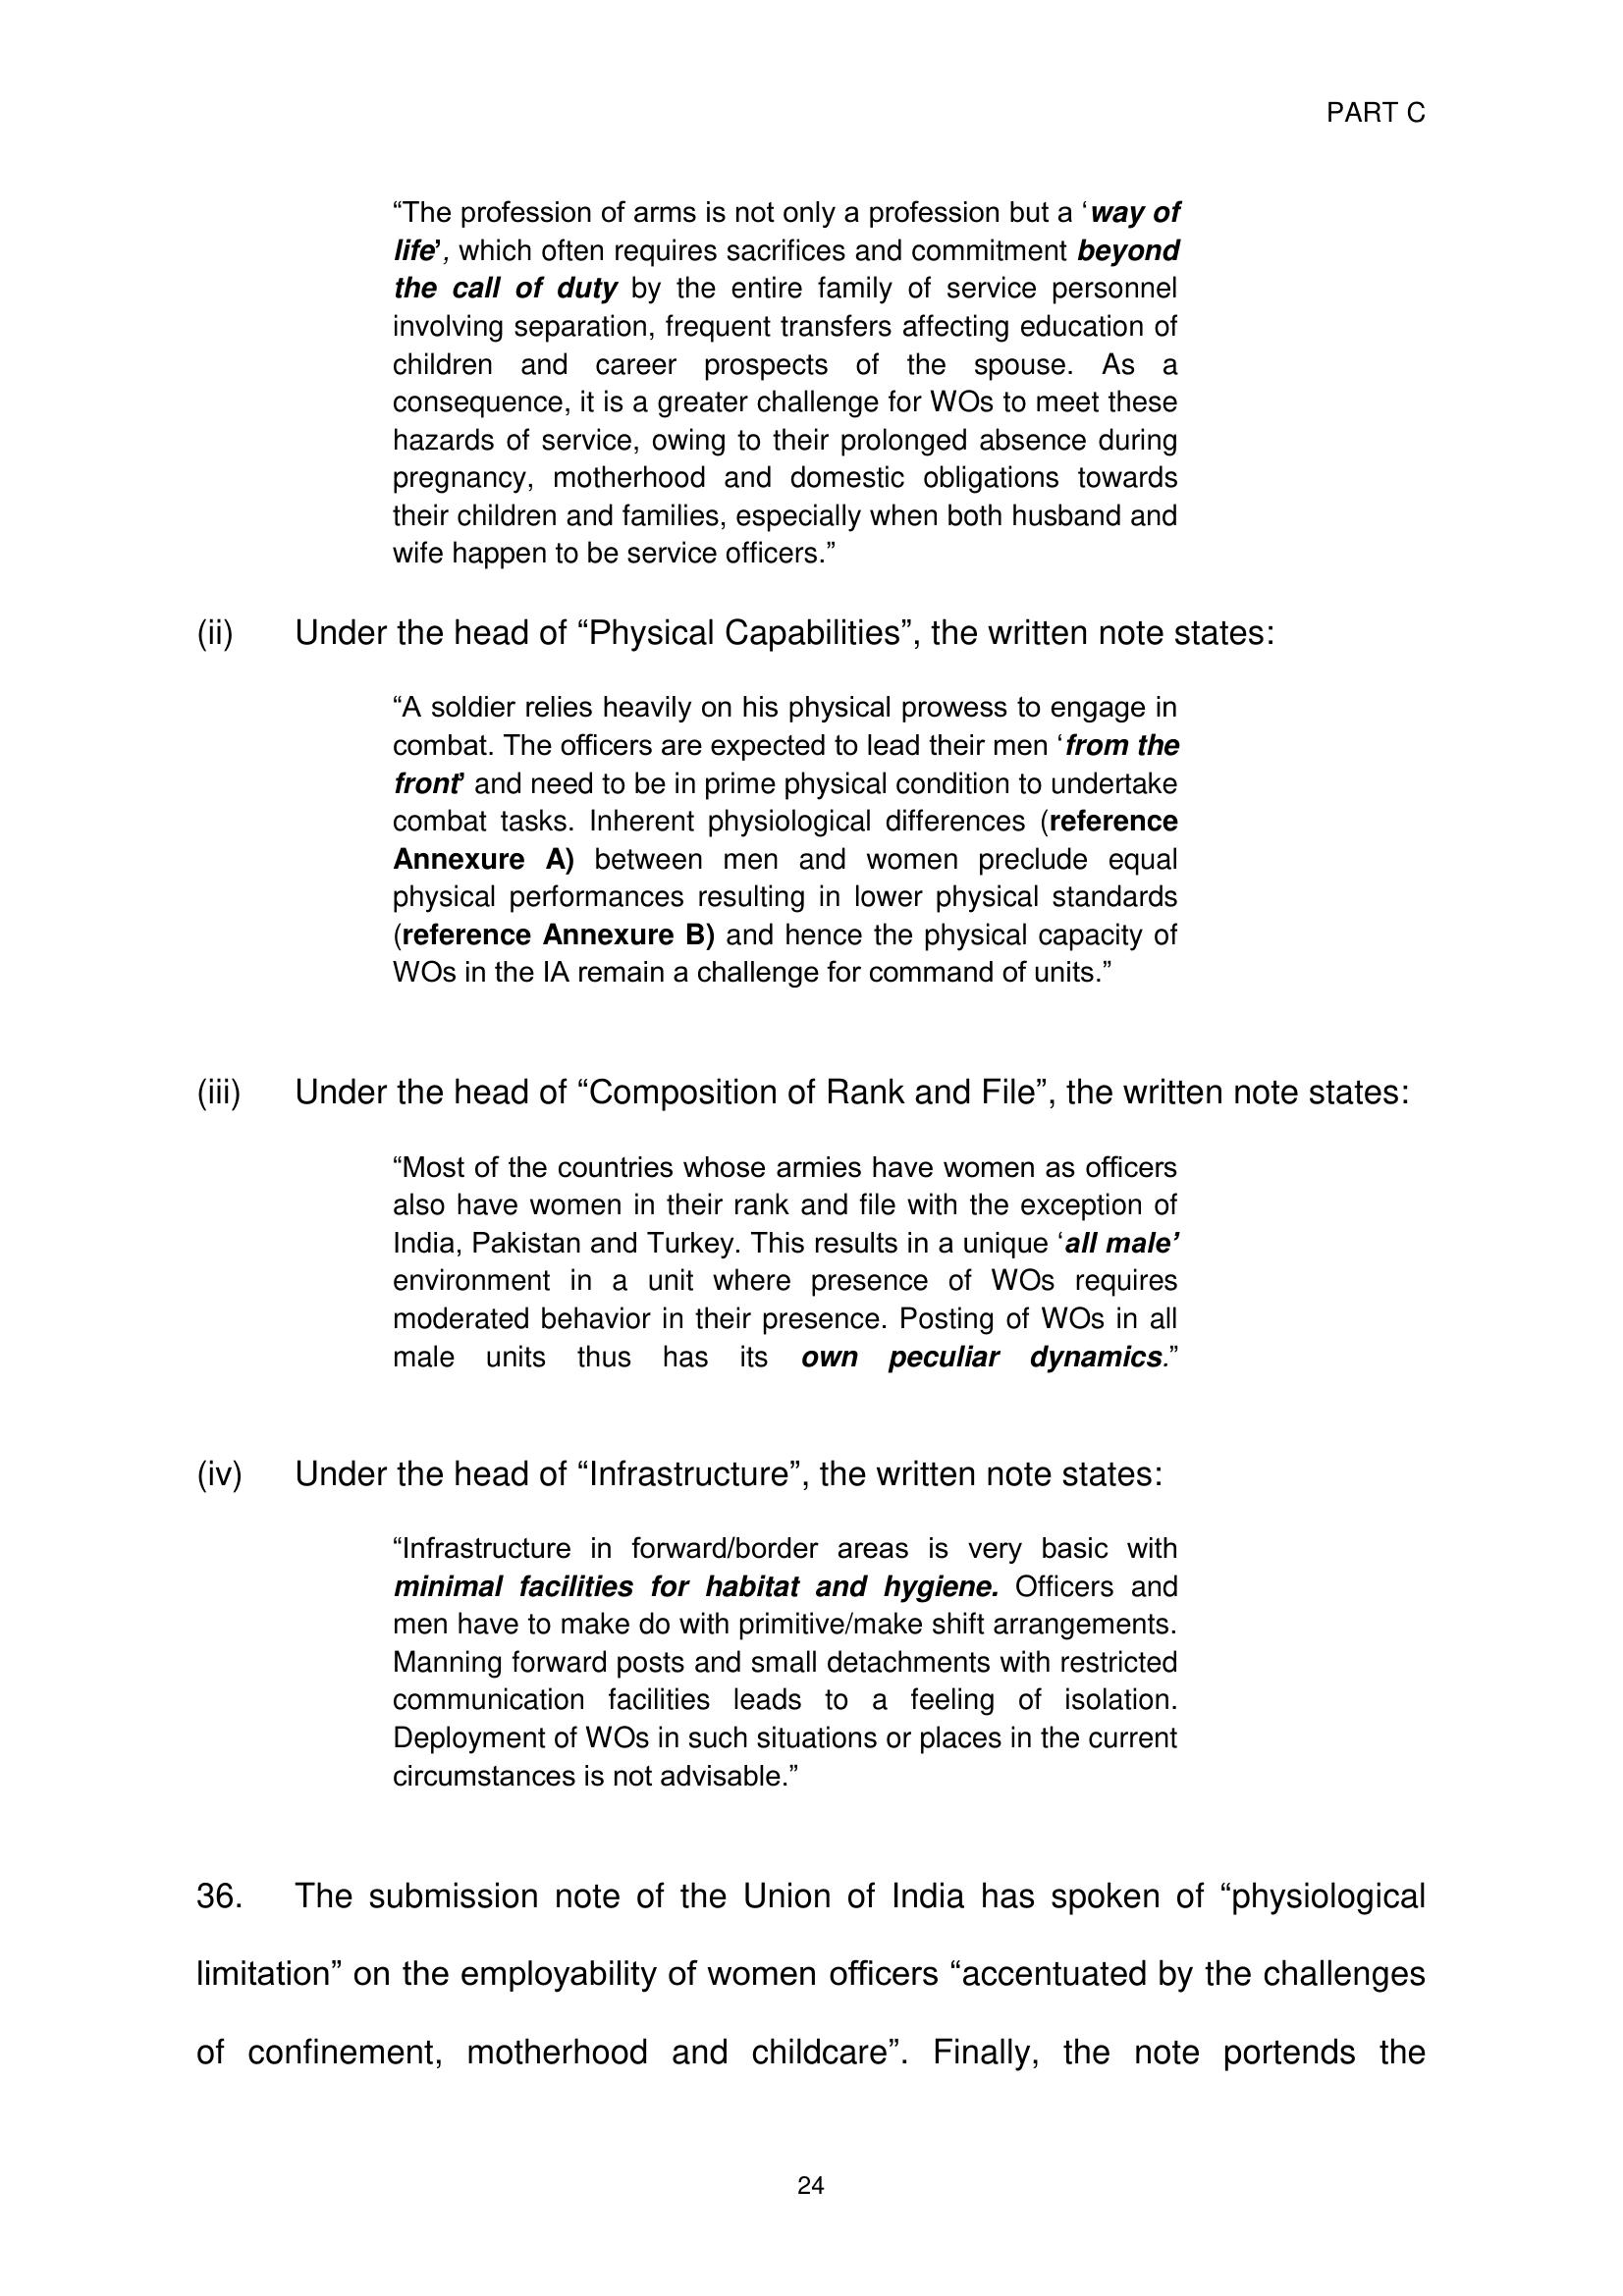 PART C
“The profession of arms is not only a profession but a ‘way of
life’, which often requires sacrifices and commitment beyond
the call of duty by the entire family of service personnel
involving separation, frequent transfers affecting education of
children and career prospects of the spouse. As a
consequence, it is a greater challenge for WOs to meet these
hazards of service, owing to their prolonged absence during
pregnancy, motherhood and domestic obligations towards
their children and families, especially when both husband and
wife happen to be service officers.”
(ii) Under the head of “Physical Capabilities”, the written note states:
“A soldier relies heavily on his physical prowess to engage in
combat. The officers are expected to lead their men ‘from the
front’ and need to be in prime physical condition to undertake
combat tasks. Inherent physiological differences (reference
Annexure A) between men and women preclude equal
physical performances resulting in lower physical standards
(reference Annexure B) and hence the physical capacity of
WOs in the IA remain a challenge for command of units.”
(iii) Under the head of “Composition of Rank and File”, the written note states:
“Most of the countries whose armies have women as officers
also have women in their rank and file with the exception of
India, Pakistan and Turkey. This results in a unique ‘all male’
environment in a unit where presence of WOs requires
moderated behavior in their presence. Posting of WOs in all
male units thus has its own peculiar dynamics.”
(iv) Under the head of “Infrastructure”, the written note states:
“Infrastructure in forward/border areas is very basic with
minimal facilities for habitat and hygiene. Officers and
men have to make do with primitive/make shift arrangements.
Manning forward posts and small detachments with restricted
communication facilities leads to a feeling of isolation.
Deployment of WOs in such situations or places in the current
circumstances is not advisable.”
36. The submission note of the Union of India has spoken of “physiological
limitation” on the employability of women officers “accentuated by the challenges
of confinement, motherhood and childcare”. Finally, the note portends the
24